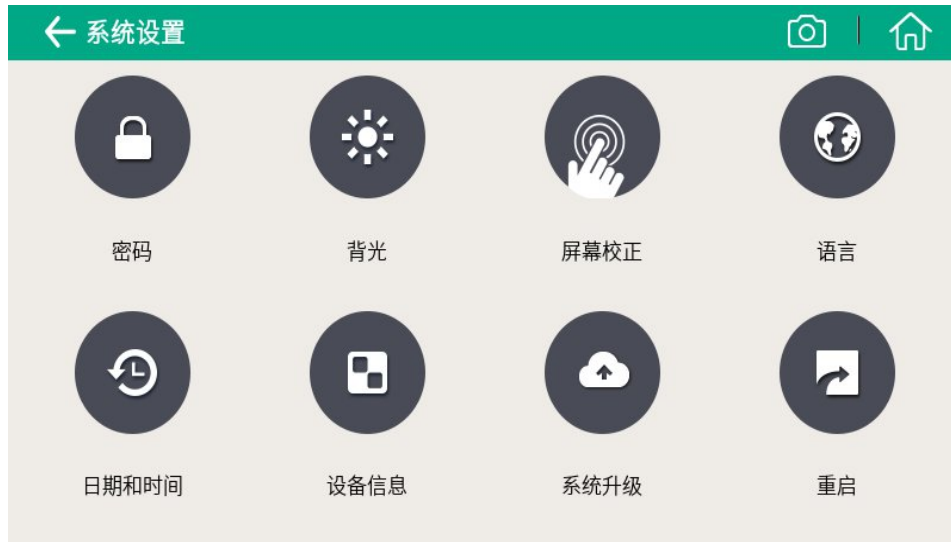 系统设置
密码
背光
屏幕校正
语言
日期和时间
设备信息
系统升级
重启